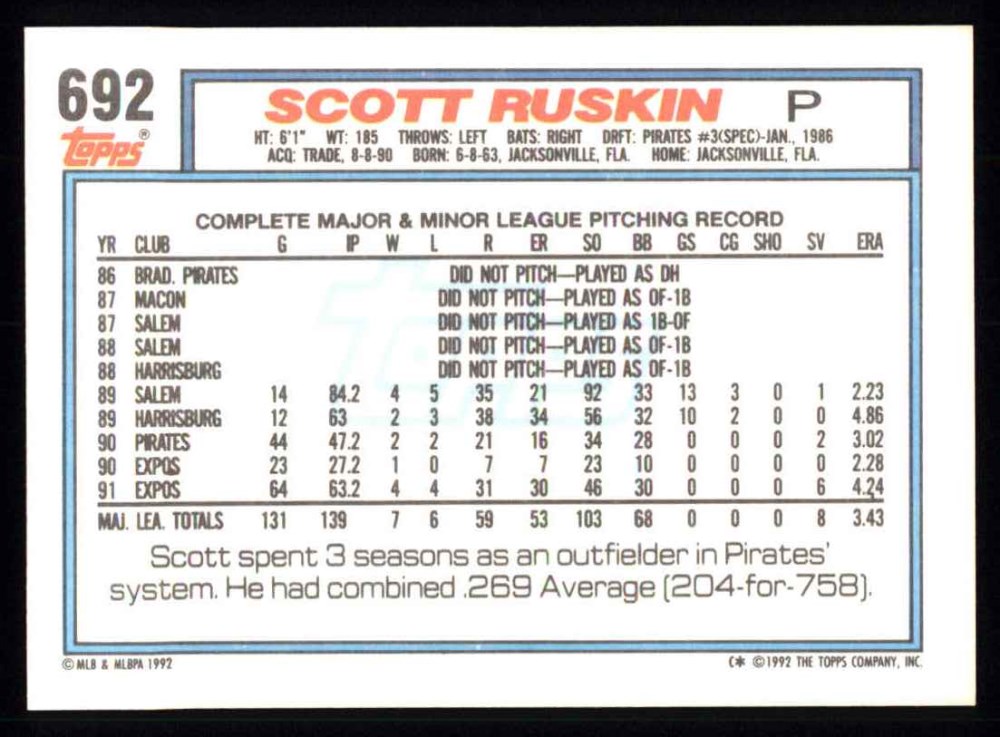 692
Topps®
SCOTT RUSKIN P
HT: 6'1" WT: 185 THROWS: LEFT BATS: RIGHT DRFT: PIRATES #3(SPEC)-JAN., 1986
ACQ: TRADE, 8-8-90 BORN: 6-8-63, JACKSONVILLE, FLA. HOME: JACKSONVILLE, FLA.
COMPLETE MAJOR & MINOR LEAGUE PITCHING RECORD
YR CLUB G IP W L R ER SO BB GS CG SHO SV ERA
86 BRAD. PIRATES DID NOT PITCH—PLAYED AS DH
87 MACON DID NOT PITCH—PLAYED AS OF-1B
87 SALEM DID NOT PITCH—PLAYED AS 1B-OF
88 SALEM DID NOT PITCH—PLAYED AS OF-1B
88 HARRISBURG DID NOT PITCH—PLAYED AS OF-1B
89 SALEM 14 84.2 4 5 35 21 92 33 13 3 0 1 2.23
89 HARRISBURG 12 63 2 3 38 34 56 32 10 2 0 0 4.86
90 PIRATES 44 47.2 2 2 21 16 34 28 0 0 0 2 3.02
90 EXPOS 23 27.2 1 0 7 7 23 10 0 0 0 0 2.28
91 EXPOS 64 63.2 4 4 31 30 46 30 0 0 0 6 4.24
MAJ. LEA. TOTALS 131 139 7 6 59 53 103 68 0 0 0 8 3.43
Scott spent 3 seasons as an outfielder in Pirates'
system. He had combined .269 Average (204-for-758).
© MLB & MLBPA 1992 C* © 1992 THE TOPPS COMPANY, INC.